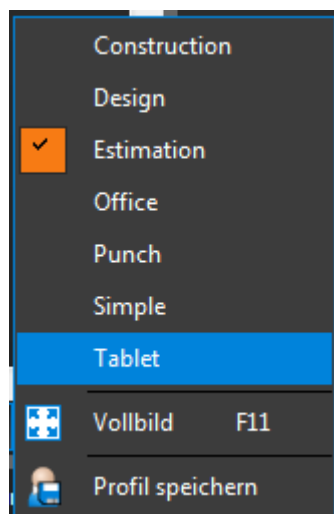 Construction
Design
Estimation
Office
Punch
Simple
Tablet
Vollbild F11
Profil speichern